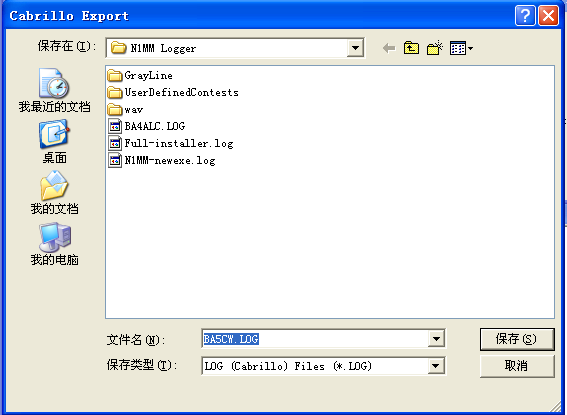 Cabrillo Export
保存在(I):
N1MM Logger
我最近的文档
桌面
我的文档
我的电脑
GrayLine
UserDefinedContests
wav
BA4ALC.LOG
Full-installer.log
N1MM-newexe.log
文件名(N):
BA5CW.LOG
保存(S)
保存类型(T):
LOG (Cabrillo) Files (*.LOG)
取消